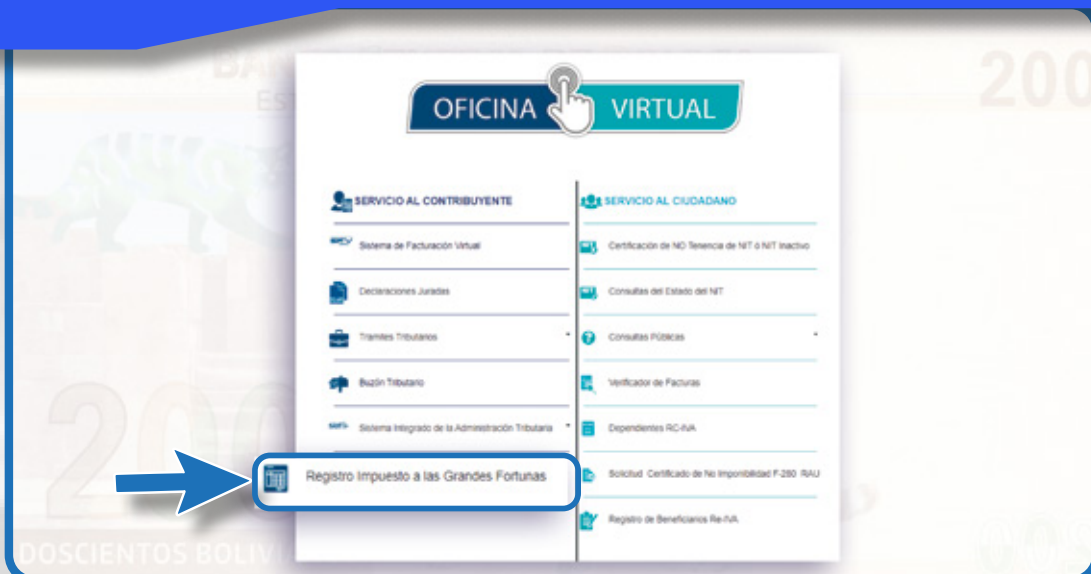 BAN
200
EST
OFICINA VIRTUAL
SERVICIO AL CONTRIBUYENTE
Sistema de Facturación Virtual
Declaraciones Juradas
Tramites Tributarios
Buzón Tributario
Sistema Integrado de la Administración Tributaria
Registro Impuesto a las Grandes Fortunas
SERVICIO AL CIUDADANO
Certificación de NO Tenencia de NIT o NIT Inactivo
Consultas del Estado del NIT
Consultas Públicas
Verificador de Facturas
Dependientes RC-IVA
Solicitud Certificado de No Imponibilidad F-280 RAU
Registro de Beneficiarios Re-IVA
200
DOSCIENTOS BOLIVI